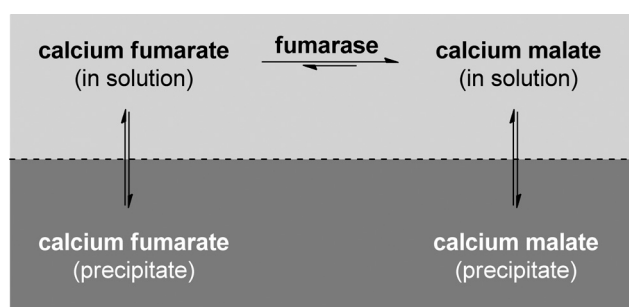 calcium fumarate
(in solution)
fumarase
calcium malate
(in solution)
calcium fumarate
(precipitate)
calcium malate
(precipitate)